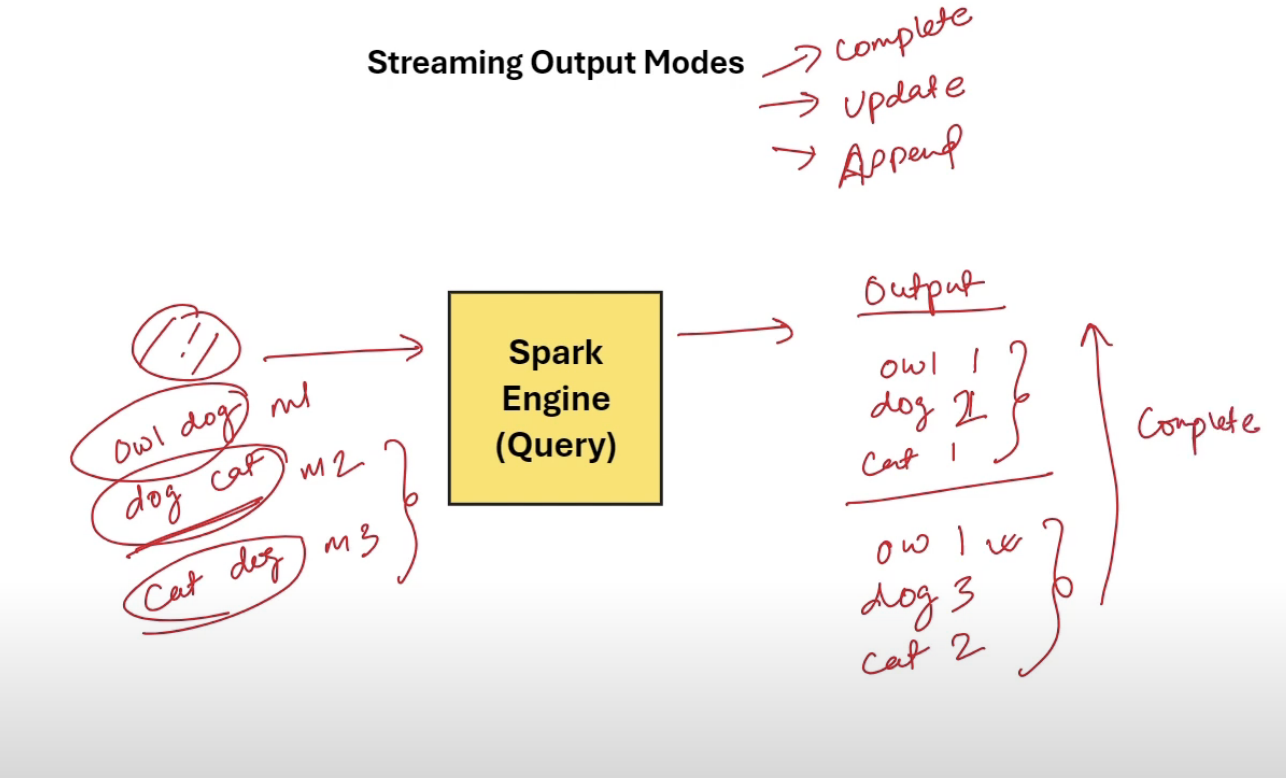 Streaming Output Modes
Complete
Update
Append
owl dog m1
dog cat m2
Cat dog m3
Spark
Engine
(Query)
Output
owl 1
dog 2
Cat 1
ow 1
dog 3
Cat 2
Complete